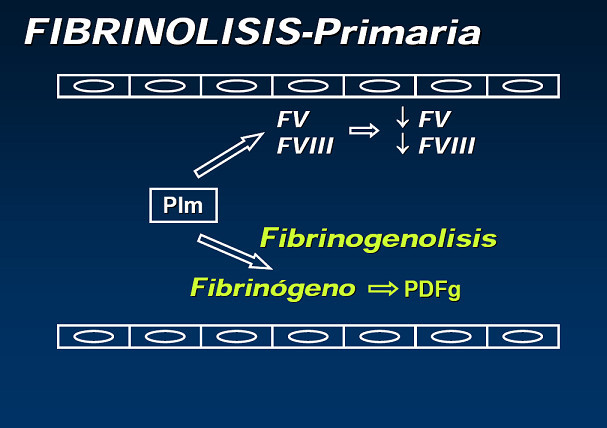 FIBRINOLISIS-Primaria
FV ⇨ ↓ FV
FVIII ↓ FVIII
Plm
Fibrinogenolisis
Fibrinógeno ⇨ PDFg